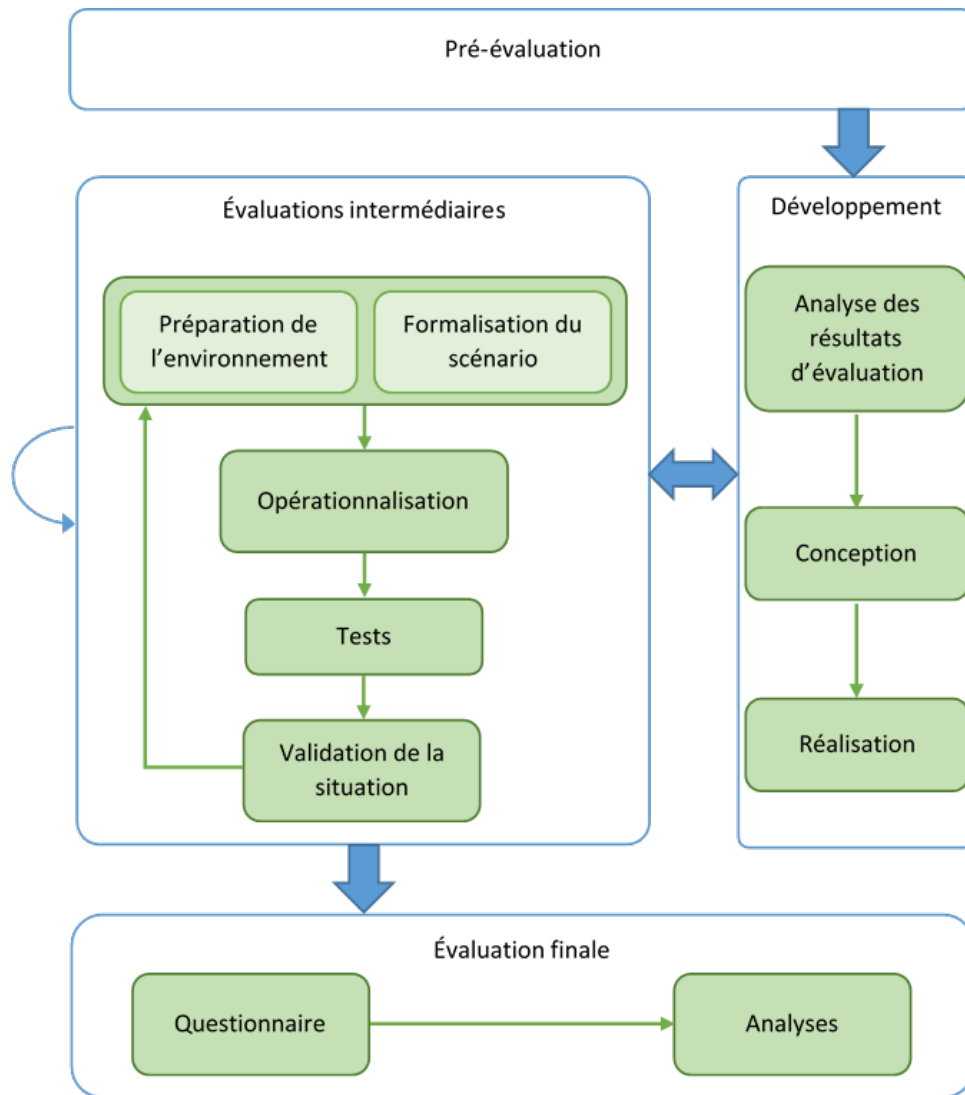 Pré-évaluation
Évaluations intermédiaires
Préparation de
l’environnement
Formalisation du
scénario
Opérationnalisation
Tests
Validation de la
situation
Développement
Analyse des
résultats
d’évaluation
Conception
Réalisation
Évaluation finale
Questionnaire
Analyses